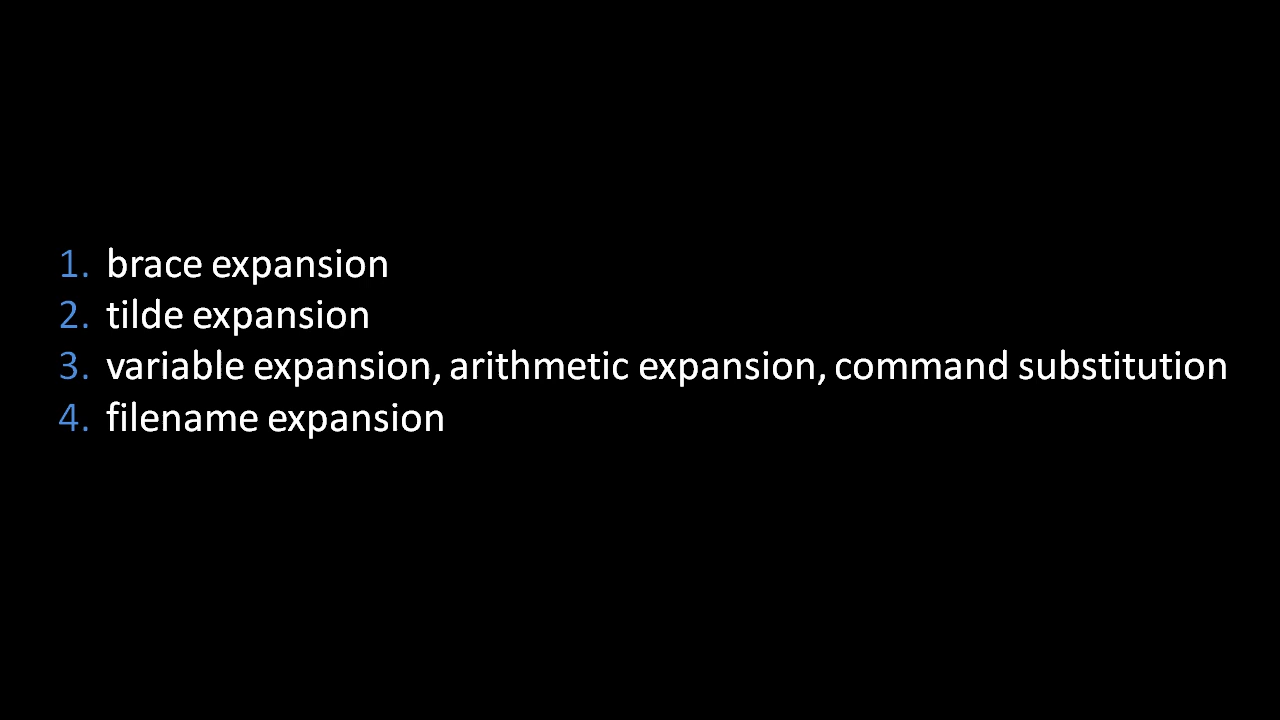 1. brace expansion
2. tilde expansion
3. variable expansion, arithmetic expansion, command substitution
4. filename expansion